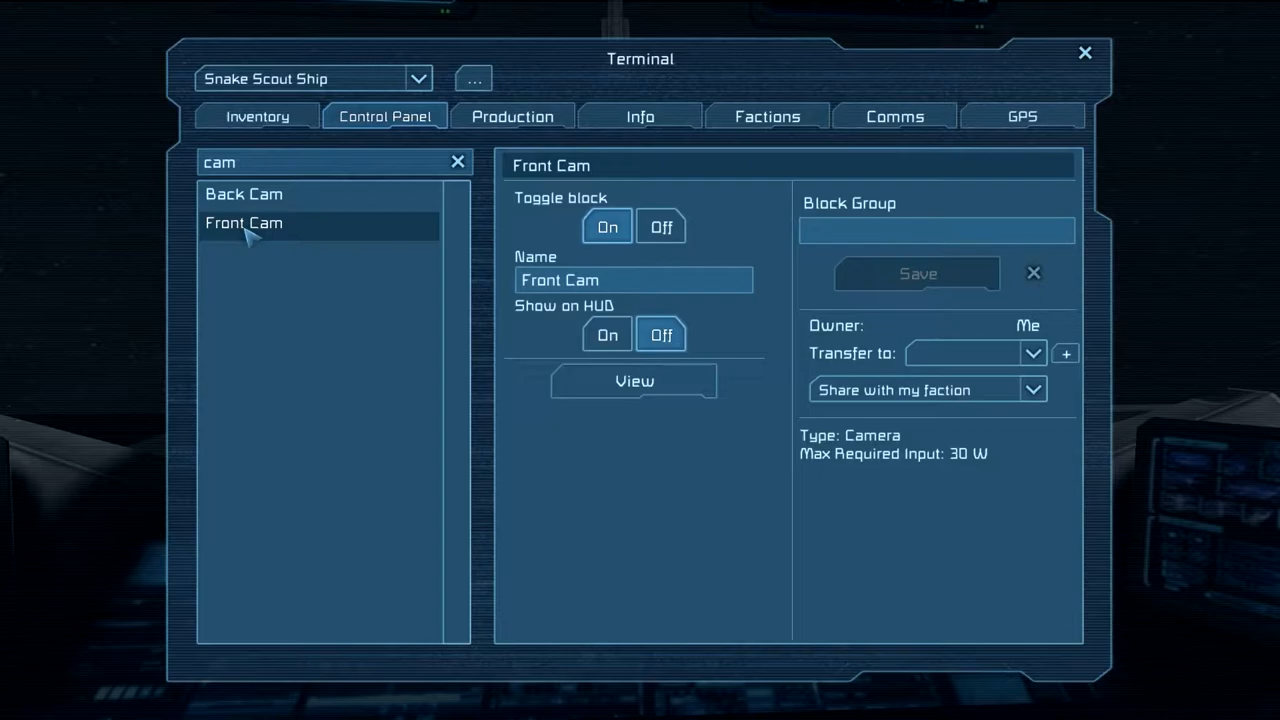 Terminal
Snake Scout Ship
...
Inventory
Control Panel
Production
Info
Factions
Comms
GPS
cam
Back Cam
Front Cam
Front Cam
Toggle block
On Off
Name
Front Cam
Show on HUD
On Off
View
Block Group
Save
Owner: Me
Transfer to:
+
Share with my faction
Type: Camera
Max Required Input: 30 W